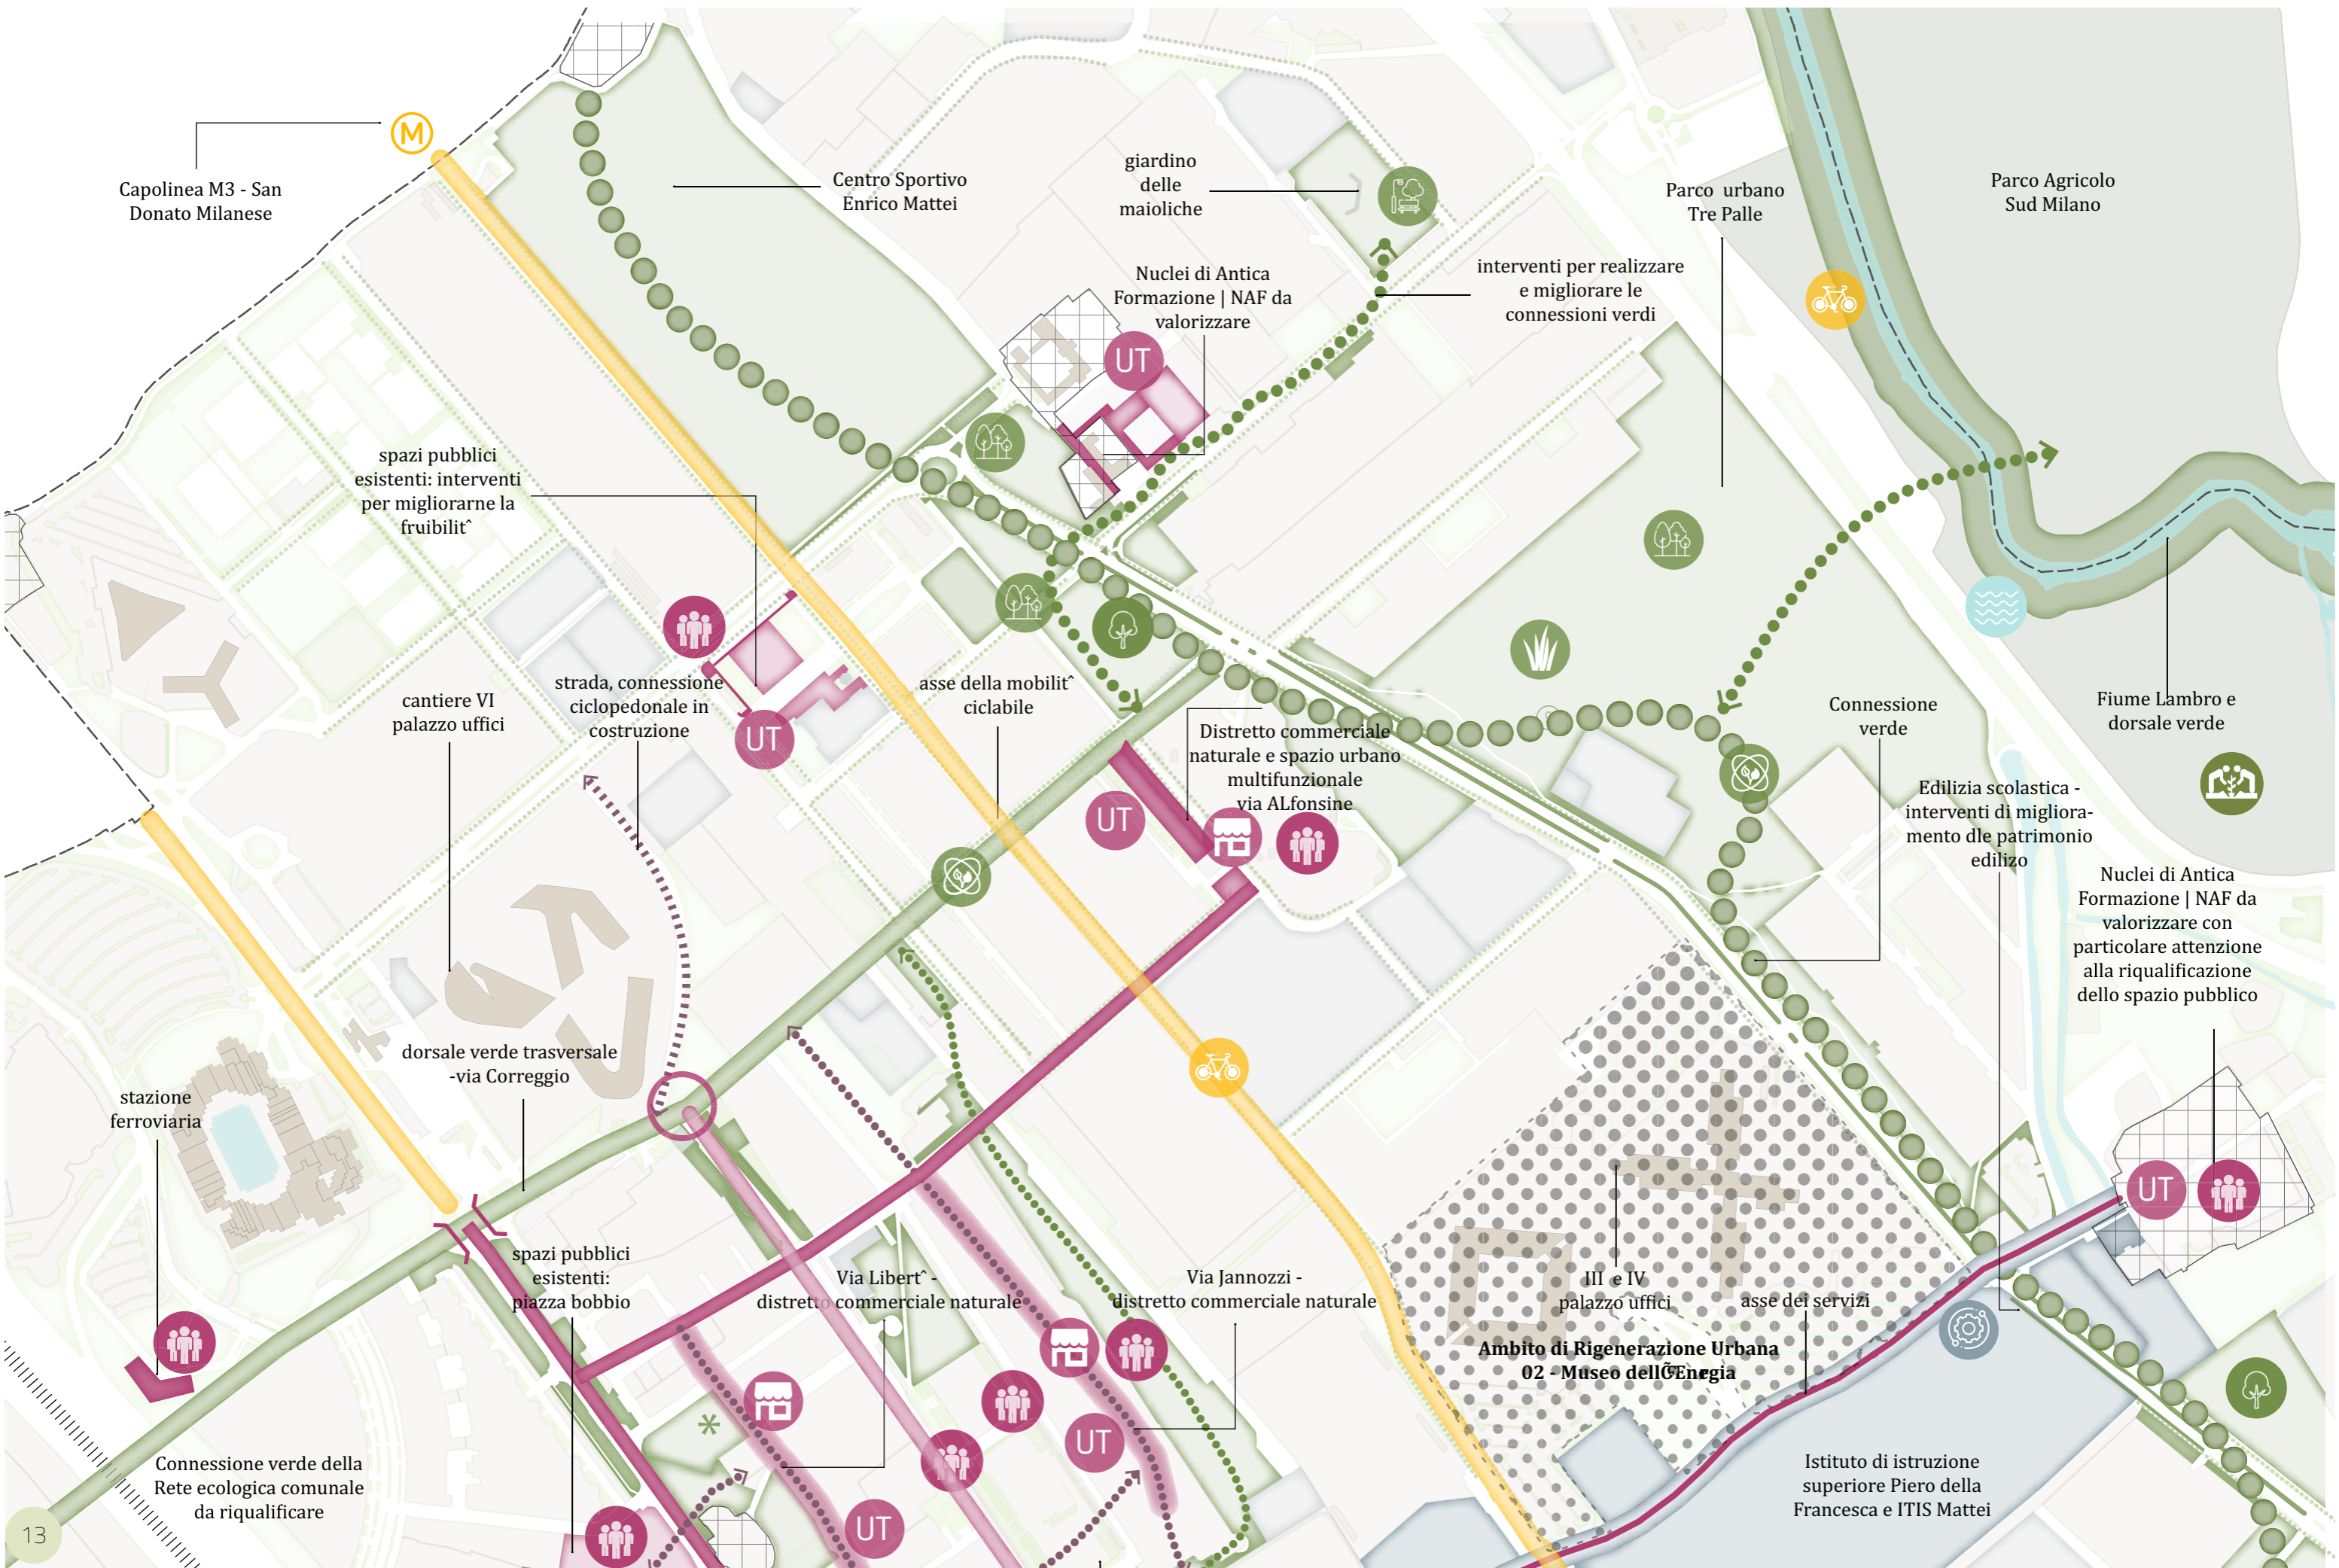 M
Capolinea M3 - San
Donato Milanese
Centro Sportivo
Enrico Mattei
giardino
delle
maioliche
Parco urbano
Tre Palle
Parco Agricolo
Sud Milano
Nuclei di Antica
Formazione | NAF da
valorizzare
interventi per realizzare
e migliorare le
connessioni verdi
UT
spazi pubblici
esistenti: interventi
per migliorarne la
fruibilit^
cantiere VI
palazzo uffici
strada, connessione
ciclopedonale in
costruzione
UT
asse della mobilit^
ciclabile
Distretto commerciale
naturale e spazio urbano
multifunzionale
via ALfonsine
UT
Connessione
verde
Fiume Lambro e
dorsale verde
Edilizia scolastica -
interventi di migliora-
mento dle patrimonio
edilizo
Nuclei di Antica
Formazione | NAF da
valorizzare con
particolare attenzione
alla riqualificazione
dello spazio pubblico
dorsale verde trasversale
-via Correggio
stazione
ferroviaria
UT
spazi pubblici
esistenti:
piazza bobbio
Via Libert^ -
distretto commerciale naturale
Via Jannozzi -
distretto commerciale naturale
III e IV
palazzo uffici
asse dei servizi
Ambito di Rigenerazione Urbana
02 - Museo
UT
Connessione verde della
Rete ecologica comunale
da riqualificare
Istituto di istruzione
superiore Piero della
Francesca e ITIS Mattei
UT
13